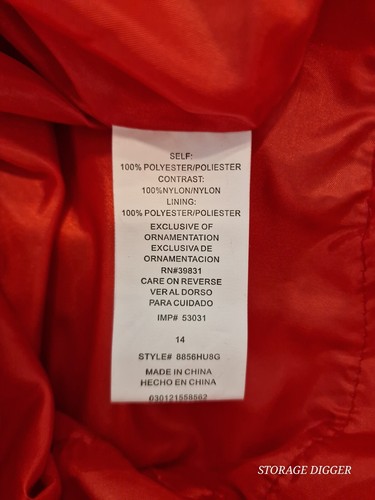 SELF:
100% POLYESTER/POLIESTER
CONTRAST:
100%NYLON/NYLON
LINING:
100% POLYESTER/POLIESTER
EXCLUSIVE OF
ORNAMENTATION
EXCLUSIVA DE
ORNAMENTACION
RN#39831
CARE ON REVERSE
VER AL DORSO
PARA CUIDADO
IMP# 53031
14
STYLE# 8856HU8G
MADE IN CHINA
HECHO EN CHINA
030121558562
STORAGE DIGGER